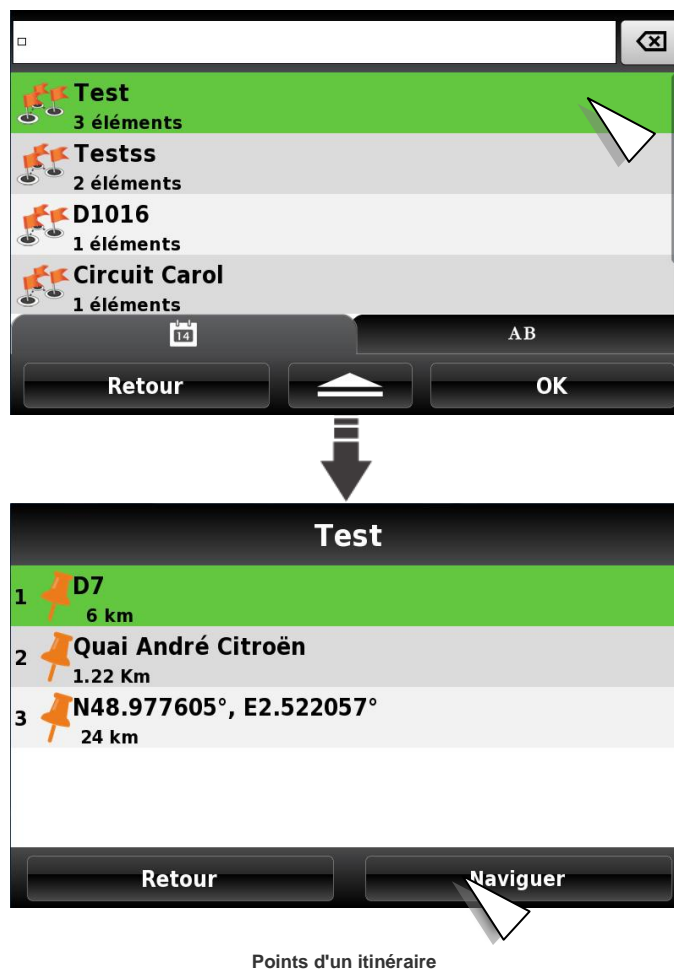 Test
3 éléments
Testss
2 éléments
D1016
1 éléments
Circuit Carol
1 éléments
14
AB
Retour
OK
Test
1
D7
6 km
2
Quai André Citroën
1.22 Km
3
N48.977605°, E2.522057°
24 km
Retour
Naviguer
Points d'un itinéraire